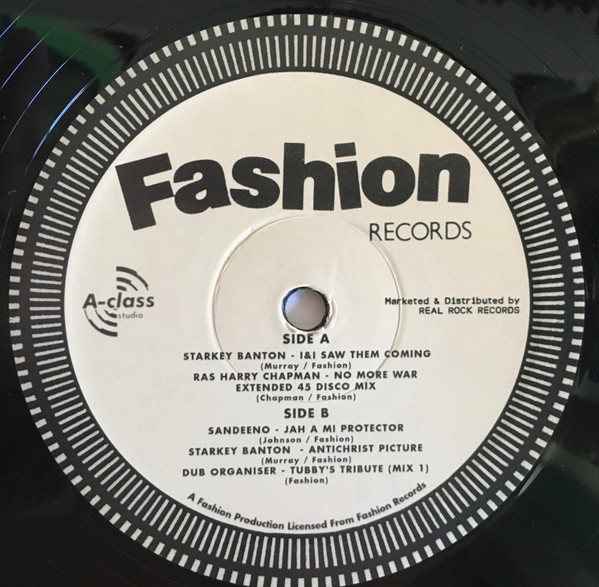 Fashion
RECORDS
A-class
studio
Marketed & Distributed by
REAL ROCK RECORDS
SIDE A
STARKEY BANTON - I&I SAW THEM COMING
(Murray / Fashion)
RAS HARRY CHAPMAN - NO MORE WAR
EXTENDED 45 DISCO MIX
(Chapman / Fashion)
SIDE B
SANDEENO - JAH A MI PROTECTOR
(Johnson / Fashion)
STARKEY BANTON - ANTICHRIST PICTURE
(Murray / Fashion)
DUB ORGANISER - TUBBY'S TRIBUTE (MIX 1)
(Fashion)
A Fashion Production Licensed From Fashion Records